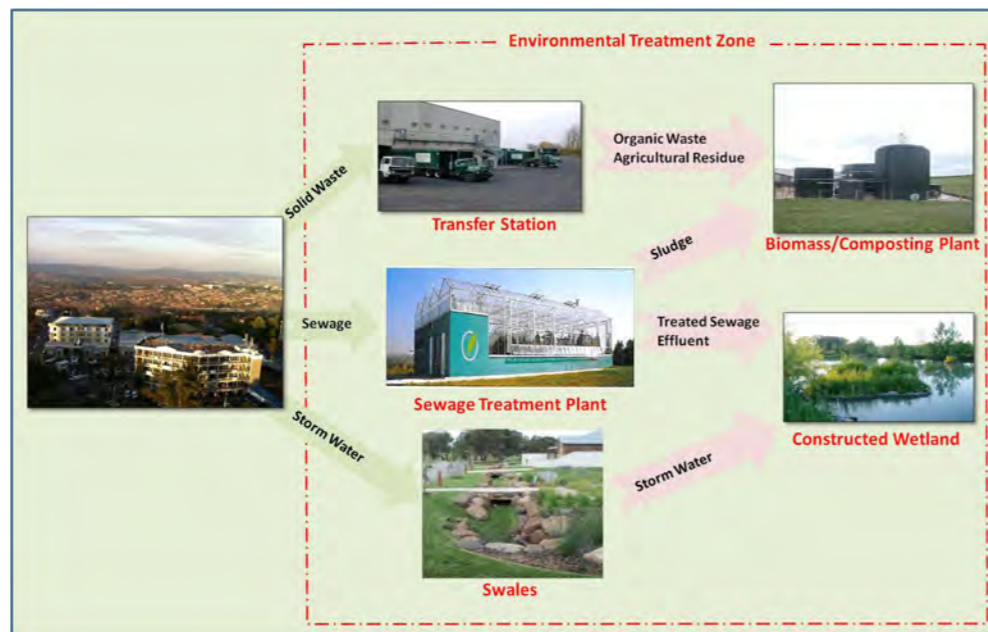 Environmental Treatment Zone
Solid Waste
Transfer Station
Organic Waste
Agricultural Residue
Biomass/Composting Plant
Sludge
Sewage
Sewage Treatment Plant
Treated Sewage
Effluent
Constructed Wetland
Storm Water
Swales
Storm Water